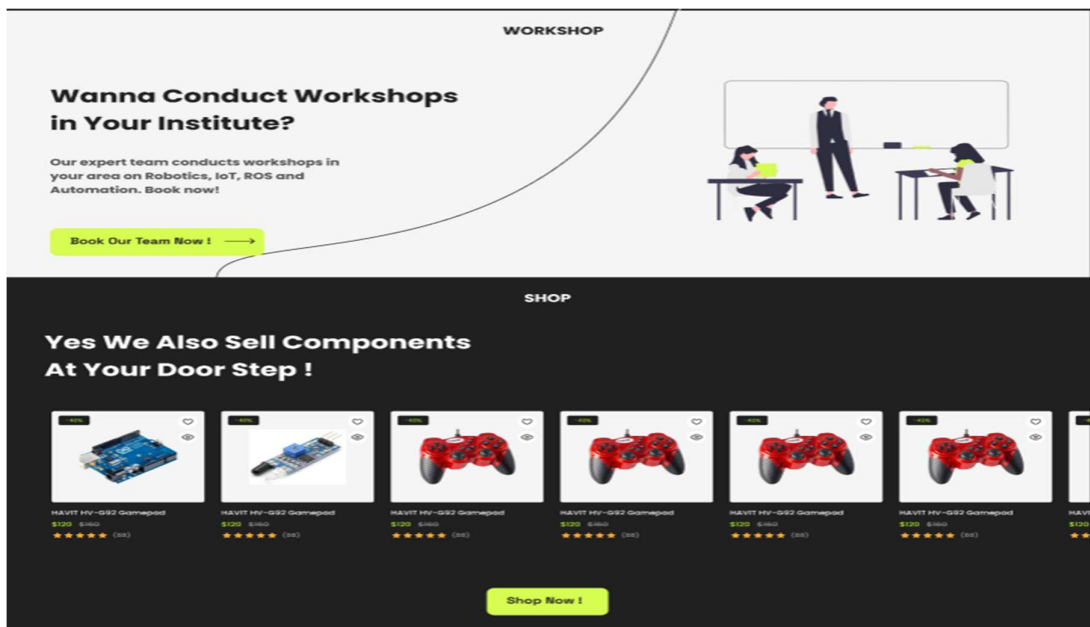 WORKSHOP
Wanna Conduct Workshops
in Your Institute?
Our expert team conducts workshops in
your area on Robotics, IoT, ROS and
Automation. Book now!
Book Our Team Now !
SHOP
Yes We Also Sell Components
At Your Door Step !
-40% -40% -40% -40% -40% -40%
HAVIT HV-G92 Gamepad HAVIT HV-G92 Gamepad HAVIT HV-G92 Gamepad HAVIT HV-G92 Gamepad HAVIT HV-G92 Gamepad HAVIT HV-G92 Gamepad
$120 $160 $120 $160 $120 $160 $120 $160 $120 $160 $120 $160 $120
(88) (88) (88) (88) (88) (88)
Shop Now !